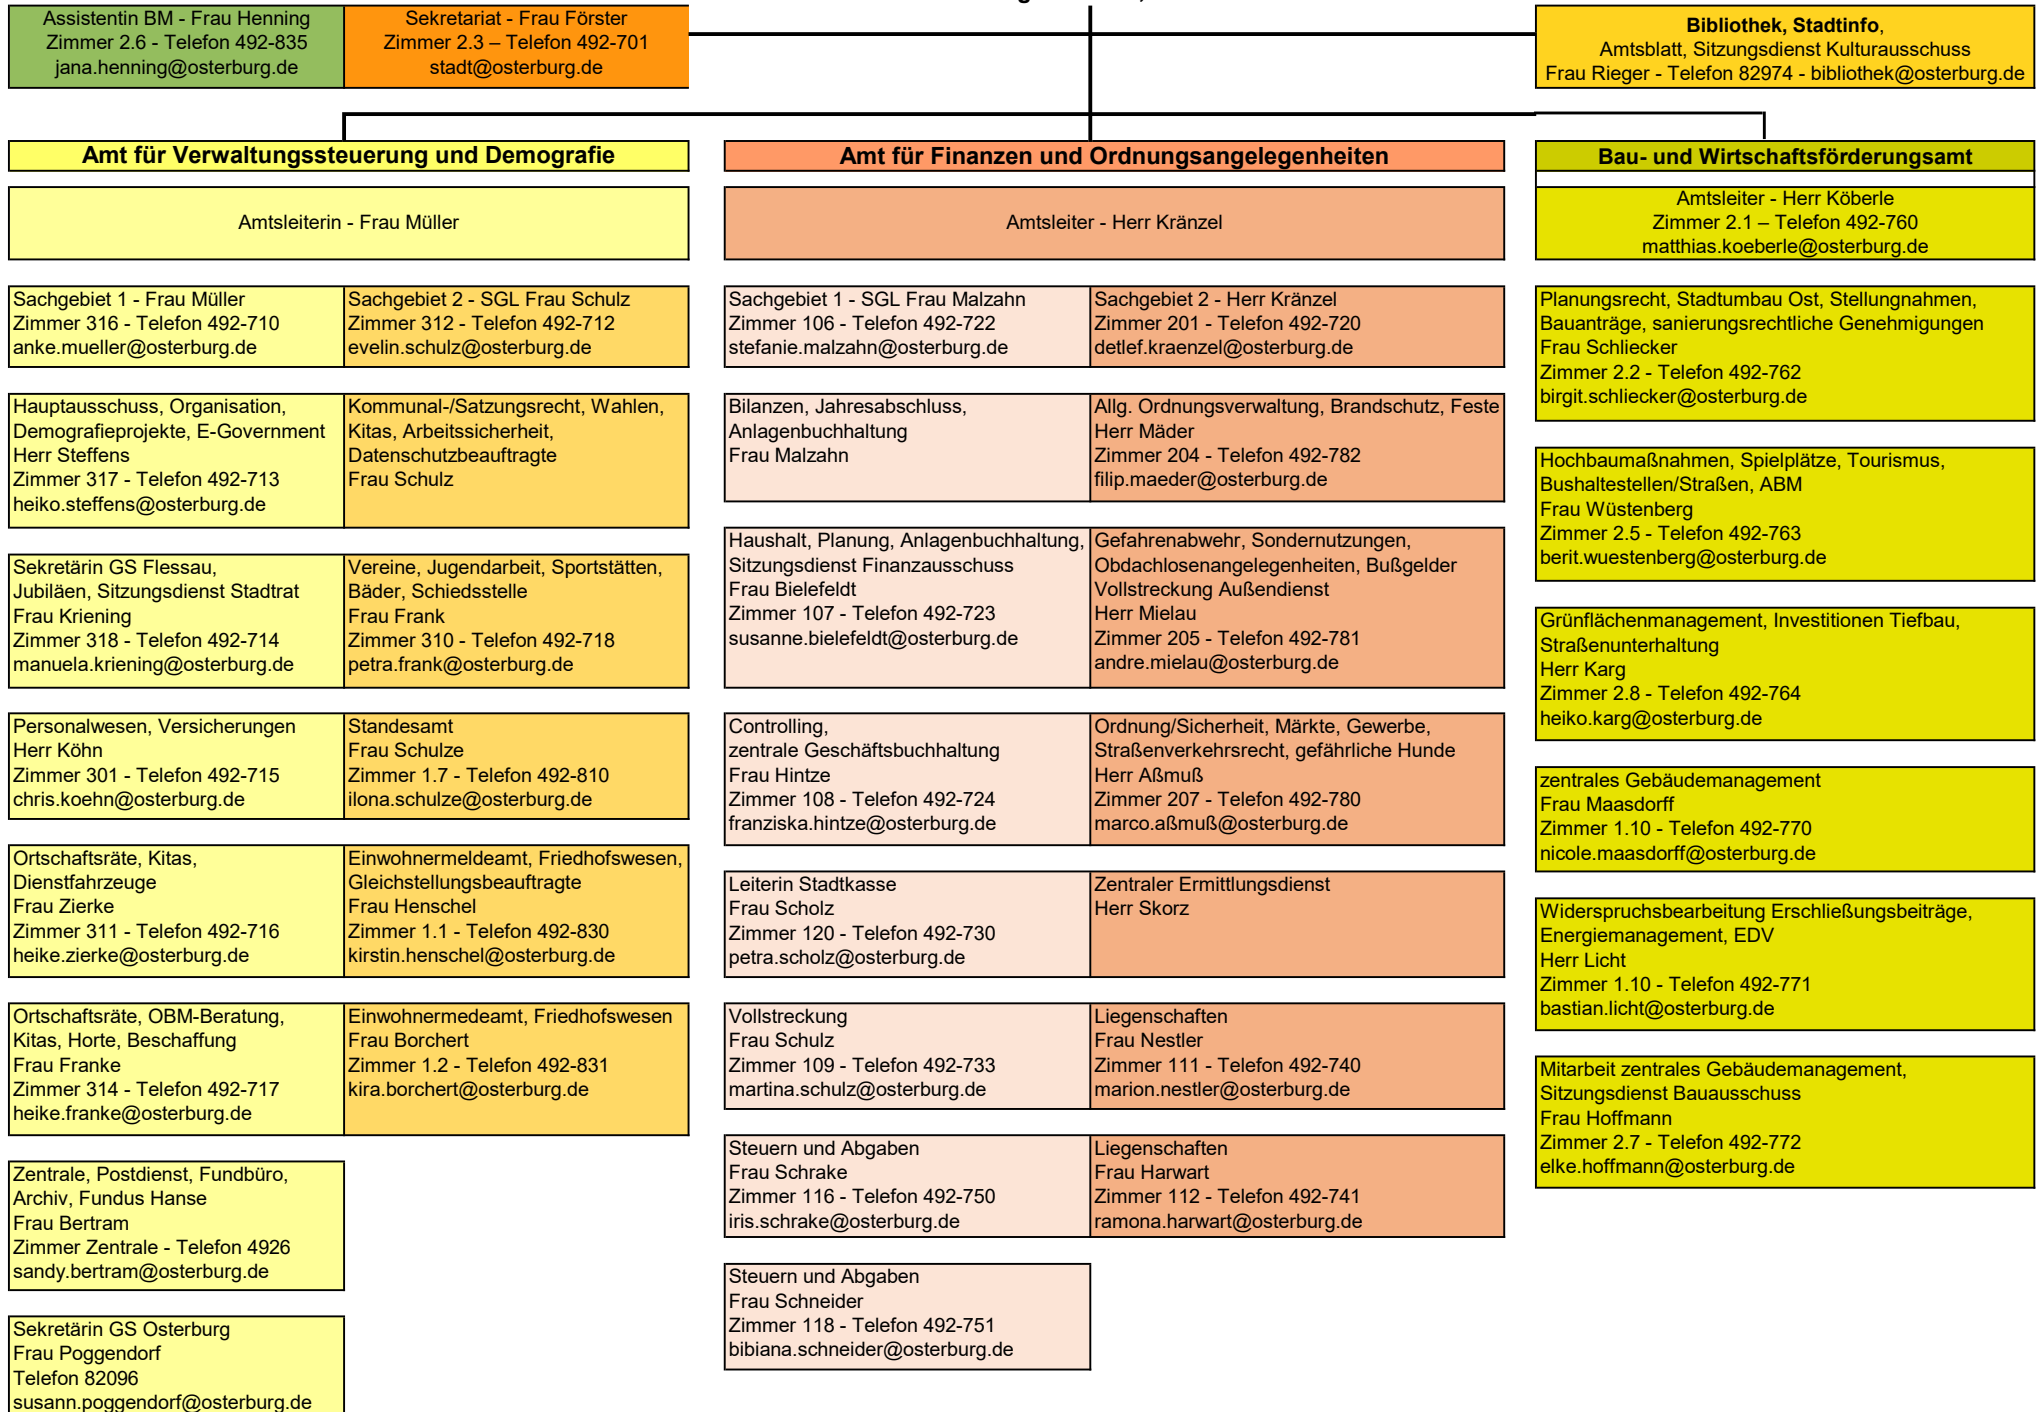 Assistentin BM - Frau Henning
Zimmer 2.6 - Telefon 492-835
jana.henning@osterburg.de
Sekretariat - Frau Förster
Zimmer 2.3 – Telefon 492-701
stadt@osterburg.de
Bibliothek, Stadtinfo,
Amtsblatt, Sitzungsdienst Kulturausschuss
Frau Rieger - Telefon 82974 - bibliothek@osterburg.de
Amt für Verwaltungssteuerung und Demografie
Amtsleiterin - Frau Müller
Sachgebiet 1 - Frau Müller
Zimmer 316 - Telefon 492-710
anke.mueller@osterburg.de
Hauptausschuss, Organisation,
Demografieprojekte, E-Government
Herr Steffens
Zimmer 317 - Telefon 492-713
heiko.steffens@osterburg.de
Sekretärin GS Flessau,
Jubiläen, Sitzungsdienst Stadtrat
Frau Kriening
Zimmer 318 - Telefon 492-714
manuela.kriening@osterburg.de
Personalwesen, Versicherungen
Herr Köhn
Zimmer 301 - Telefon 492-715
chris.koehn@osterburg.de
Ortschaftsräte, Kitas,
Dienstfahrzeuge
Frau Zierke
Zimmer 311 - Telefon 492-716
heike.zierke@osterburg.de
Ortschaftsräte, OBM-Beratung,
Kitas, Horte, Beschaffung
Frau Franke
Zimmer 314 - Telefon 492-717
heike.franke@osterburg.de
Zentrale, Postdienst, Fundbüro,
Archiv, Fundus Hanse
Frau Bertram
Zimmer Zentrale - Telefon 4926
sandy.bertram@osterburg.de
Sekretärin GS Osterburg
Frau Poggendorf
Telefon 82096
susann.poggendorf@osterburg.de
Sachgebiet 2 - SGL Frau Schulz
Zimmer 312 - Telefon 492-712
evelin.schulz@osterburg.de
Kommunal-/Satzungsrecht, Wahlen,
Kitas, Arbeitssicherheit,
Datenschutzbeauftragte
Frau Schulz
Vereine, Jugendarbeit, Sportstätten,
Bäder, Schiedsstelle
Frau Frank
Zimmer 310 - Telefon 492-718
petra.frank@osterburg.de
Standesamt
Frau Schulze
Zimmer 1.7 - Telefon 492-810
ilona.schulze@osterburg.de
Einwohnermeldeamt, Friedhofswesen,
Gleichstellungsbeauftragte
Frau Henschel
Zimmer 1.1 - Telefon 492-830
kirstin.henschel@osterburg.de
Einwohnermedeamt, Friedhofswesen
Frau Borchert
Zimmer 1.2 - Telefon 492-831
kira.borchert@osterburg.de
Amt für Finanzen und Ordnungsangelegenheiten
Amtsleiter - Herr Kränzel
Sachgebiet 1 - SGL Frau Malzahn
Zimmer 106 - Telefon 492-722
stefanie.malzahn@osterburg.de
Bilanzen, Jahresabschluss,
Anlagenbuchhaltung
Frau Malzahn
Haushalt, Planung, Anlagenbuchhaltung,
Sitzungsdienst Finanzausschuss
Frau Bielefeldt
Zimmer 107 - Telefon 492-723
susanne.bielefeldt@osterburg.de
Controlling,
zentrale Geschäftsbuchhaltung
Frau Hintze
Zimmer 108 - Telefon 492-724
franziska.hintze@osterburg.de
Leiterin Stadtkasse
Frau Scholz
Zimmer 120 - Telefon 492-730
petra.scholz@osterburg.de
Vollstreckung
Frau Schulz
Zimmer 109 - Telefon 492-733
martina.schulz@osterburg.de
Steuern und Abgaben
Frau Schrake
Zimmer 116 - Telefon 492-750
iris.schrake@osterburg.de
Steuern und Abgaben
Frau Schneider
Zimmer 118 - Telefon 492-751
bibiana.schneider@osterburg.de
Sachgebiet 2 - Herr Kränzel
Zimmer 201 - Telefon 492-720
detlef.kraenzel@osterburg.de
Allg. Ordnungsverwaltung, Brandschutz, Feste
Herr Mäder
Zimmer 204 - Telefon 492-782
filip.maeder@osterburg.de
Gefahrenabwehr, Sondernutzungen,
Obdachlosenangelegenheiten, Bußgelder
Vollstreckung Außendienst
Herr Mielau
Zimmer 205 - Telefon 492-781
andre.mielau@osterburg.de
Ordnung/Sicherheit, Märkte, Gewerbe,
Straßenverkehrsrecht, gefährliche Hunde
Herr Aßmuß
Zimmer 207 - Telefon 492-780
marco.aßmuß@osterburg.de
Zentraler Ermittlungsdienst
Herr Skorz
Liegenschaften
Frau Nestler
Zimmer 111 - Telefon 492-740
marion.nestler@osterburg.de
Liegenschaften
Frau Harwart
Zimmer 112 - Telefon 492-741
ramona.harwart@osterburg.de
Bau- und Wirtschaftsförderungsamt
Amtsleiter - Herr Köberle
Zimmer 2.1 – Telefon 492-760
matthias.koeberle@osterburg.de
Planungsrecht, Stadtumbau Ost, Stellungnahmen,
Bauanträge, sanierungsrechtliche Genehmigungen
Frau Schliecker
Zimmer 2.2 - Telefon 492-762
birgit.schliecker@osterburg.de
Hochbaumaßnahmen, Spielplätze, Tourismus,
Bushaltestellen/Straßen, ABM
Frau Wüstenberg
Zimmer 2.5 - Telefon 492-763
berit.wuestenberg@osterburg.de
Grünflächenmanagement, Investitionen Tiefbau,
Straßenunterhaltung
Herr Karg
Zimmer 2.8 - Telefon 492-764
heiko.karg@osterburg.de
zentrales Gebäudemanagement
Frau Maasdorff
Zimmer 1.10 - Telefon 492-770
nicole.maasdorff@osterburg.de
Widerspruchsbearbeitung Erschließungsbeiträge,
Energiemanagement, EDV
Herr Licht
Zimmer 1.10 - Telefon 492-771
bastian.licht@osterburg.de
Mitarbeit zentrales Gebäudemanagement,
Sitzungsdienst Bauausschuss
Frau Hoffmann
Zimmer 2.7 - Telefon 492-772
elke.hoffmann@osterburg.de